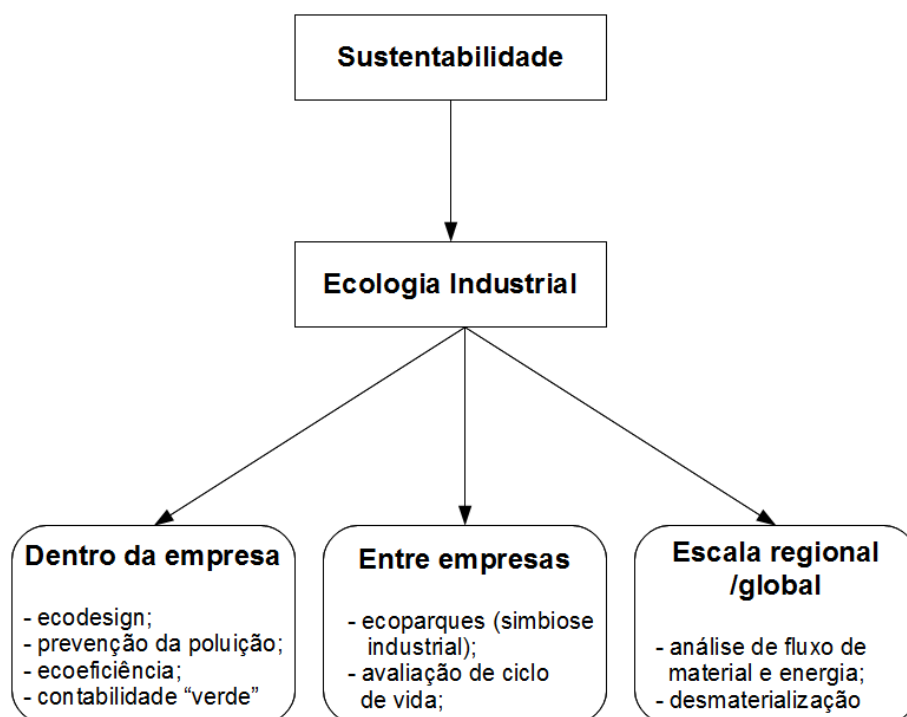 Sustentabilidade
Ecologia Industrial
Dentro da empresa
- ecodesign;
- prevenção da poluição;
- ecoeficiência;
- contabilidade “verde”
Entre empresas
- ecoparques (simbiose
industrial);
- avaliação de ciclo
de vida;
Escala regional
/global
- análise de fluxo de
material e energia;
- desmaterialização